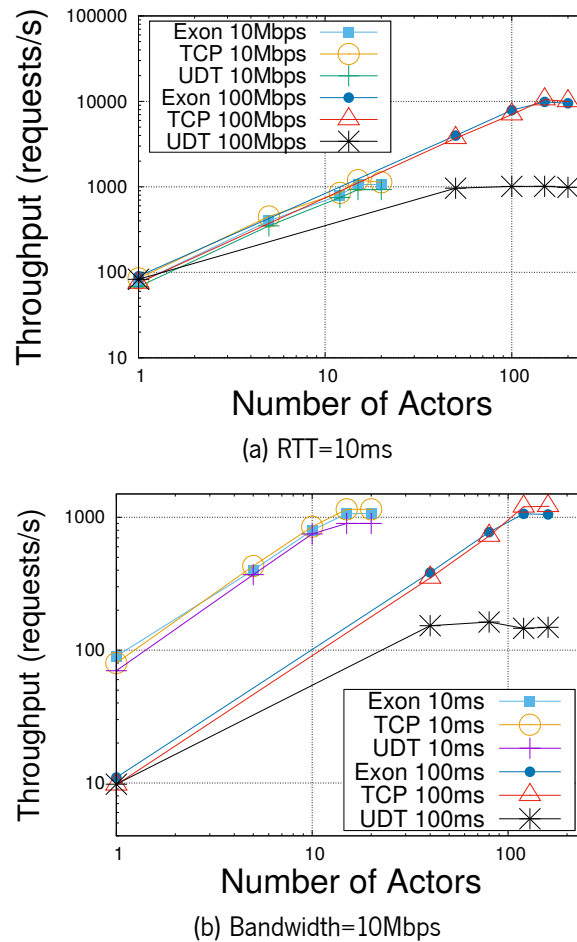 100000
10000
1000
100
10
Throughput (requests/s)
Exon 10Mbps
TCP 10Mbps
UDT 10Mbps
Exon 100Mbps
TCP 100Mbps
UDT 100Mbps
1 10 100
Number of Actors
(a) RTT=10ms
1000
100
10
Throughput (requests/s)
Exon 10ms
TCP 10ms
UDT 10ms
Exon 100ms
TCP 100ms
UDT 100ms
1 10 100
Number of Actors
(b) Bandwidth=10Mbps